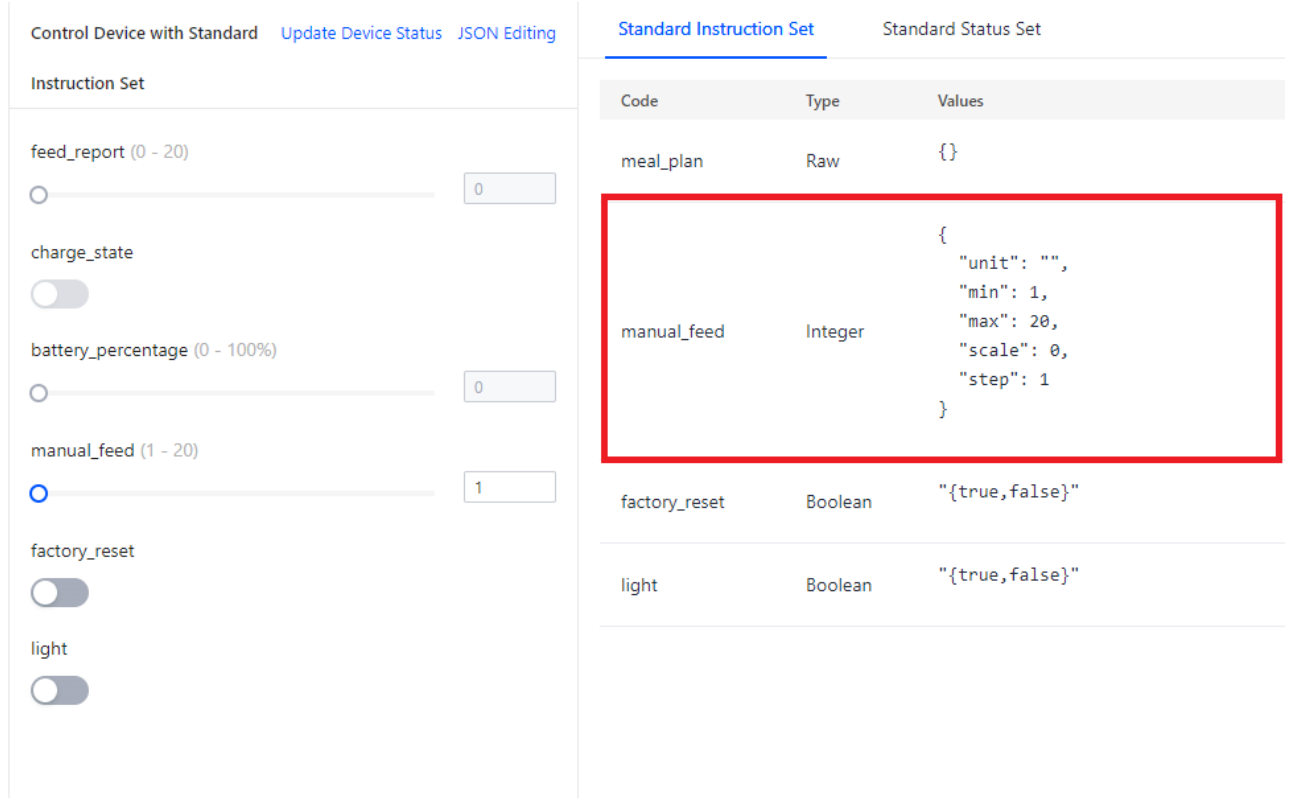 Control Device with Standard Update Device Status JSON Editing
Instruction Set
feed_report (0 - 20)
0
charge_state
battery_percentage (0 - 100%)
0
manual_feed (1 - 20)
1
factory_reset
light
Standard Instruction Set Standard Status Set
Code Type Values
meal_plan Raw {}
manual_feed Integer
{
"unit": "",
"min": 1,
"max": 20,
"scale": 0,
"step": 1
}
factory_reset Boolean "{true,false}"
light Boolean "{true,false}"